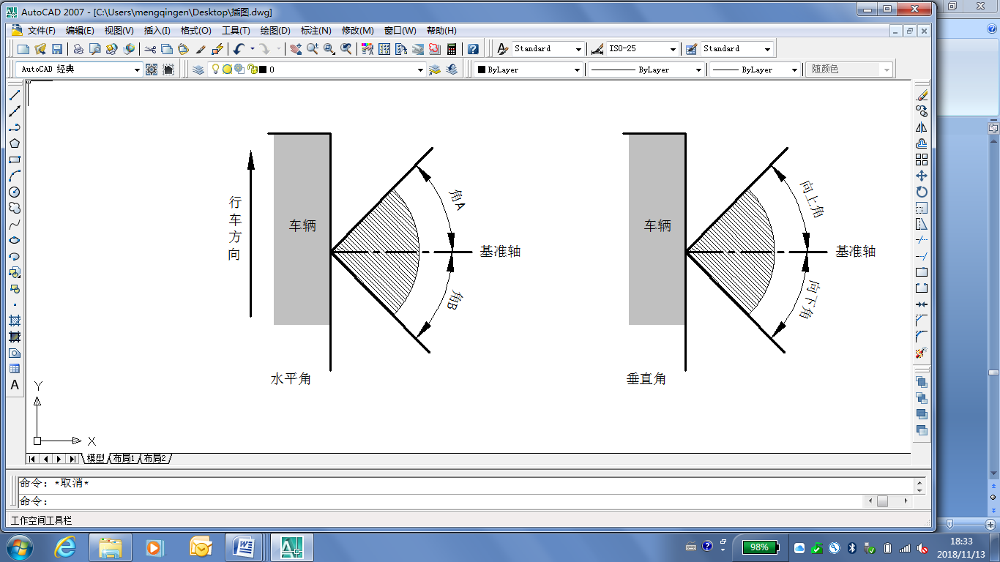 AutoCAD 2007 - [C:\Users\mengqingen\Desktop\插图.dwg]
文件(F) 编辑(E) 视图(V) 插入(I) 格式(O) 工具(T) 绘图(D) 标注(N) 修改(M) 窗口(W) 帮助(H)
Standard ISO-25 Standard
AutoCAD 经典 0 ByLayer ByLayer ByLayer 随颜色
行车方向
车辆
角A
基准轴
角B
水平角
车辆
向上角
基准轴
向下角
垂直角
Y
X
A
模型 布局1 布局2
命令: *取消*
命令:
工作空间工具栏
98%
18:33
2018/11/13